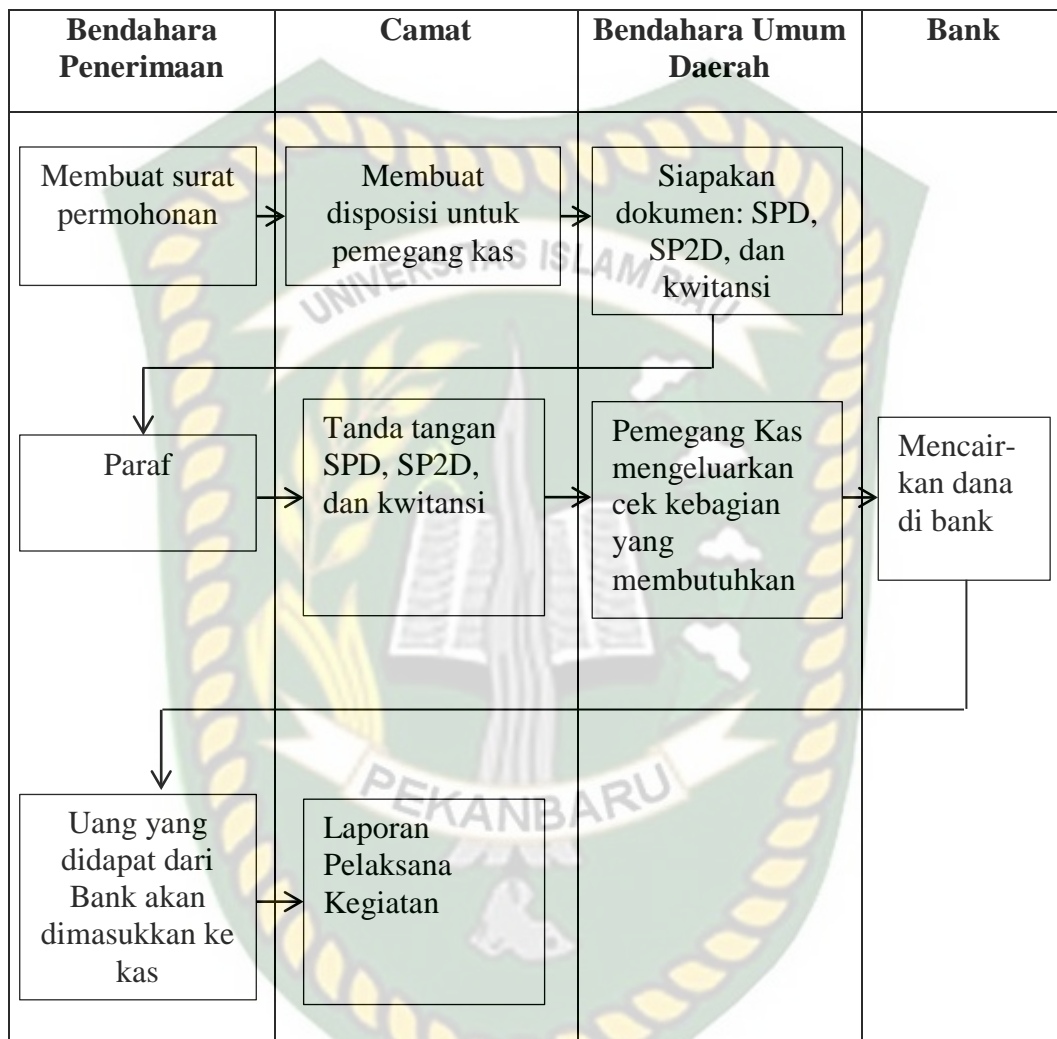 Bendahara
Penerimaan
Camat
Bendahara Umum
Daerah
Bank
Membuat surat
permohonan
Membuat
disposisi untuk
pemegang kas
Siapakan
dokumen: SPD,
SP2D, dan
kwitansi
UNIVERSITAS ISLAM RIAU
Paraf
Tanda tangan
SPD, SP2D,
dan kwitansi
Pemegang Kas
mengeluarkan
cek kebagian
yang
membutuhkan
Mencair-
kan dana
di bank
PEKANBARU
Uang yang
didapat dari
Bank akan
dimasukkan ke
kas
Laporan
Pelaksana
Kegiatan